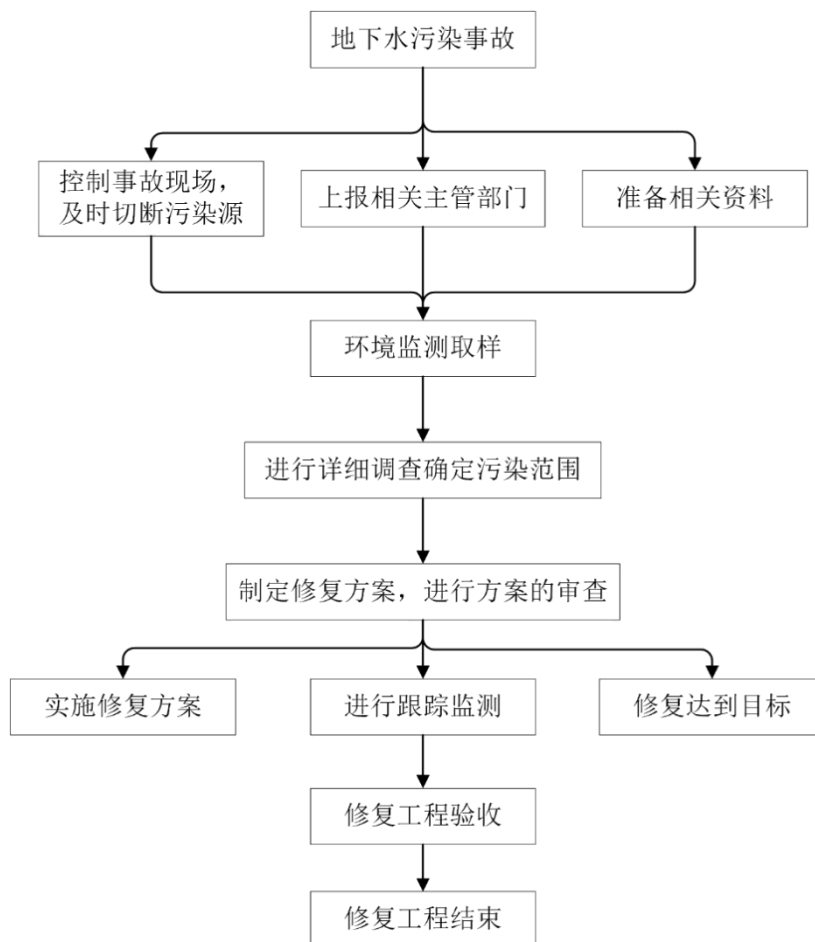 地下水污染事故
控制事故现场，
及时切断污染源
上报相关主管部门
准备相关资料
环境监测取样
进行详细调查确定污染范围
制定修复方案，进行方案的审查
实施修复方案
进行跟踪监测
修复达到目标
修复工程验收
修复工程结束